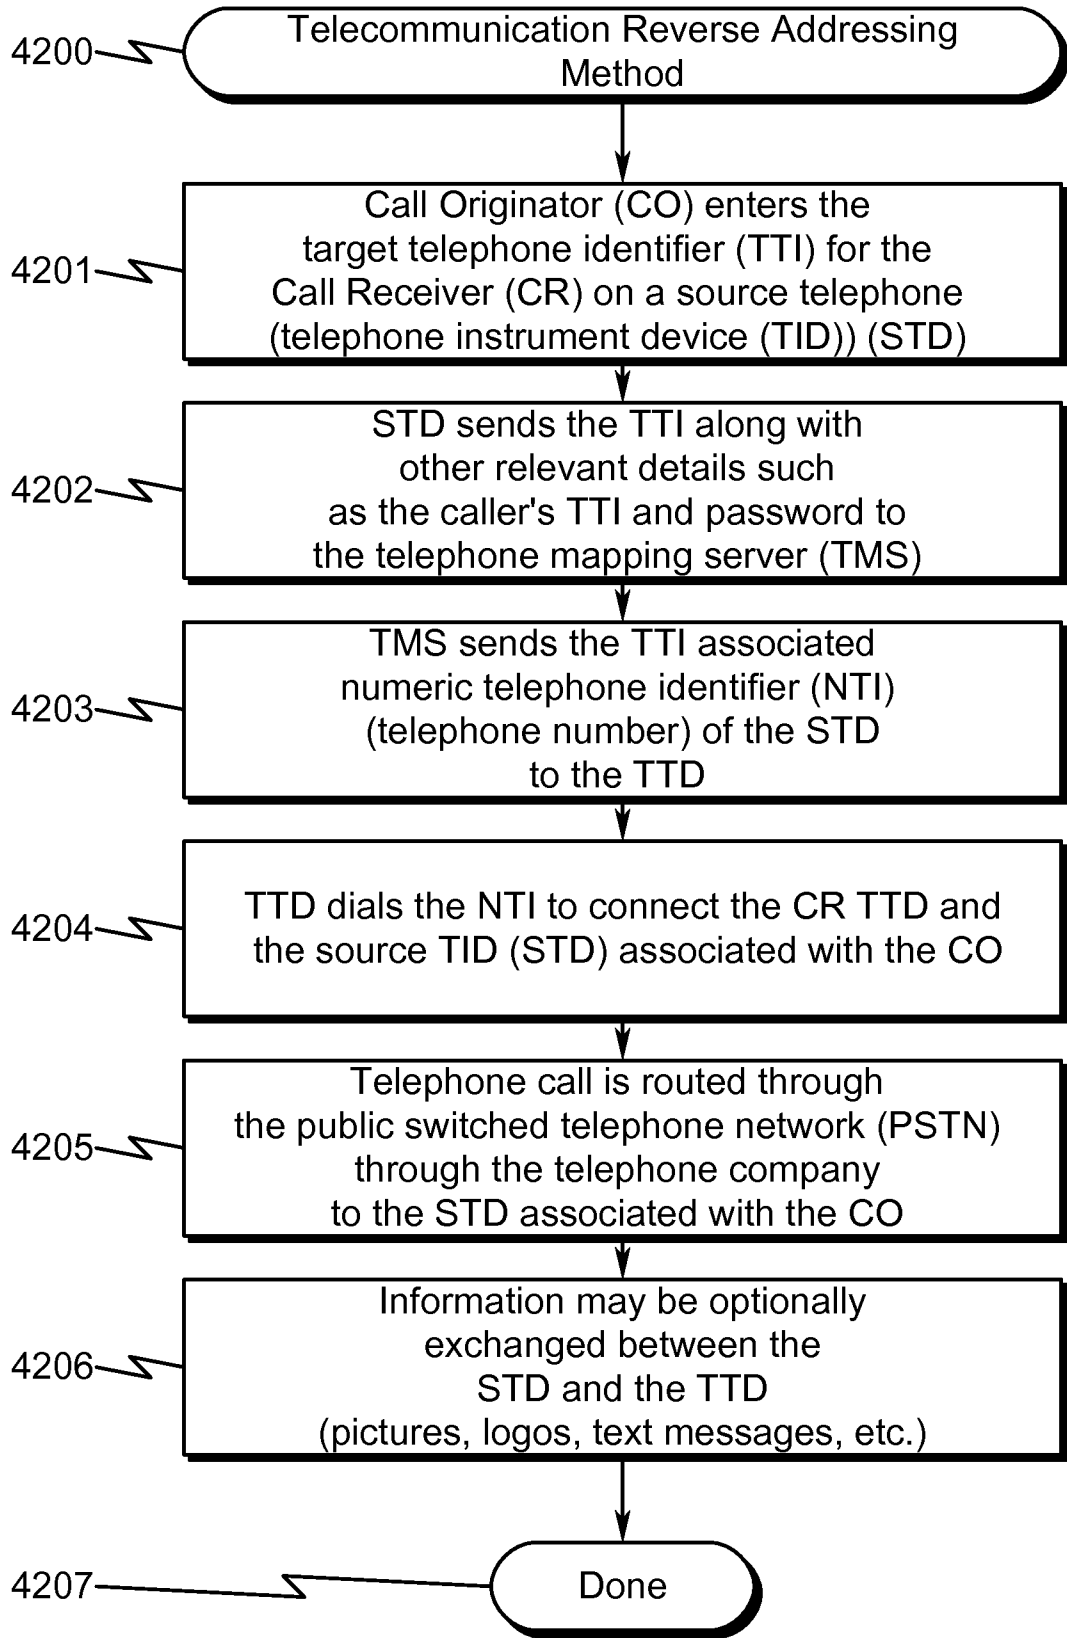 4200
Telecommunication Reverse Addressing
Method
4201
Call Originator (CO) enters the
target telephone identifier (TTI) for the
Call Receiver (CR) on a source telephone
(telephone instrument device (TID)) (STD)
4202
STD sends the TTI along with
other relevant details such
as the caller's TTI and password to
the telephone mapping server (TMS)
4203
TMS sends the TTI associated
numeric telephone identifier (NTI)
(telephone number) of the STD
to the TTD
4204
TTD dials the NTI to connect the CR TTD and
the source TID (STD) associated with the CO
4205
Telephone call is routed through
the public switched telephone network (PSTN)
through the telephone company
to the STD associated with the CO
4206
Information may be optionally
exchanged between the
STD and the TTD
(pictures, logos, text messages, etc.)
4207
Done